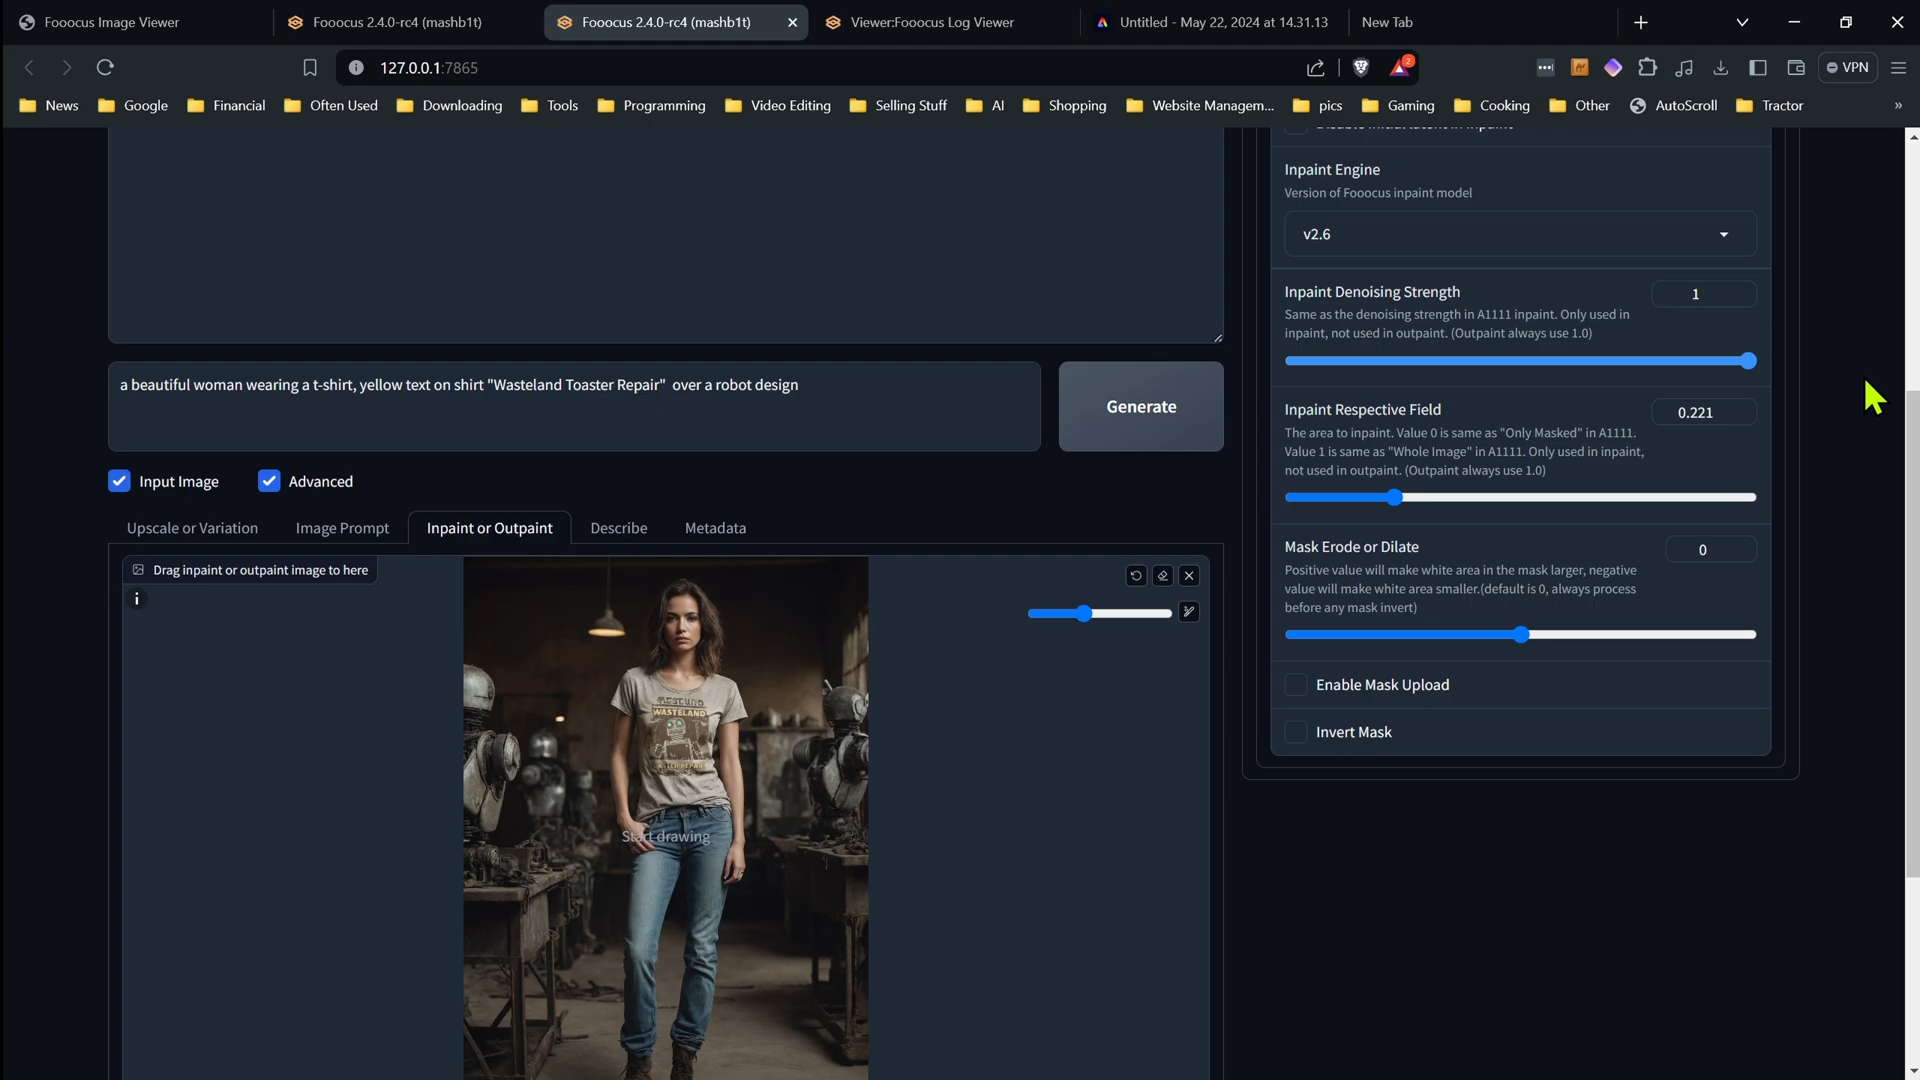 Fooocus Image Viewer
Fooocus 2.4.0-rc4 (mashb1t)
Fooocus 2.4.0-rc4 (mashb1t)
Viewer:Fooocus Log Viewer
Untitled - May 22, 2024 at 14.31.13
New Tab
127.0.0.1:7865
2
VPN
News
Google
Financial
Often Used
Downloading
Tools
Programming
Video Editing
Selling Stuff
AI
Shopping
Website Managem...
pics
Gaming
Cooking
Other
AutoScroll
Tractor
»
a beautiful woman wearing a t-shirt, yellow text on shirt "Wasteland Toaster Repair" over a robot design
Generate
Input Image
Advanced
Upscale or Variation
Image Prompt
Inpaint or Outpaint
Describe
Metadata
Drag inpaint or outpaint image to here
WASTELAND
Start drawing
Inpaint Engine
Version of Fooocus inpaint model
v2.6
Inpaint Denoising Strength
1
Same as the denoising strength in A1111 inpaint. Only used in
inpaint, not used in outpaint. (Outpaint always use 1.0)
Inpaint Respective Field
0.221
The area to inpaint. Value 0 is same as "Only Masked" in A1111.
Value 1 is same as "Whole Image" in A1111. Only used in inpaint,
not used in outpaint. (Outpaint always use 1.0)
Mask Erode or Dilate
0
Positive value will make white area in the mask larger, negative
value will make white area smaller.(default is 0, always process
before any mask invert)
Enable Mask Upload
Invert Mask